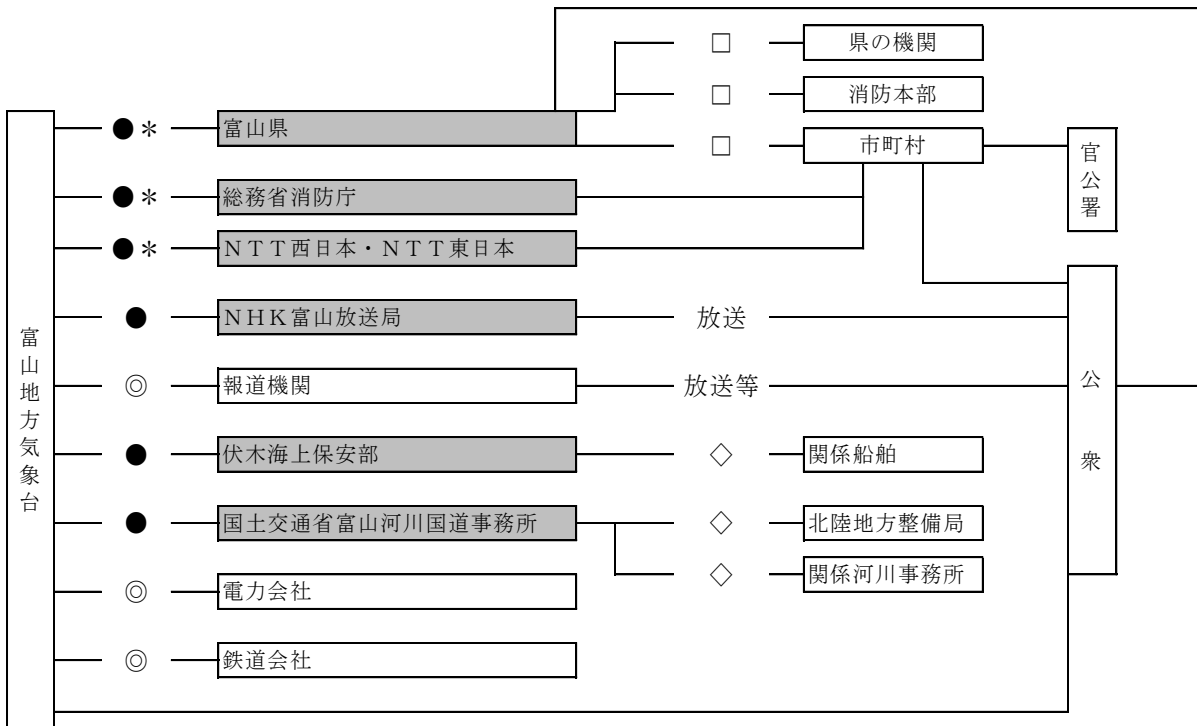 □ 県の機関
□ 消防本部
●＊ 富山県 □ 市町村
官公署
●＊ 総務省消防庁
●＊ ＮＴＴ西日本・ＮＴＴ東日本
● ＮＨＫ富山放送局 放送
◎ 報道機関 放送等
公衆
富山地方気象台
● 伏木海上保安部 ◇ 関係船舶
● 国土交通省富山河川国道事務所 ◇ 北陸地方整備局
◇ 関係河川事務所
◎ 電力会社
◎ 鉄道会社